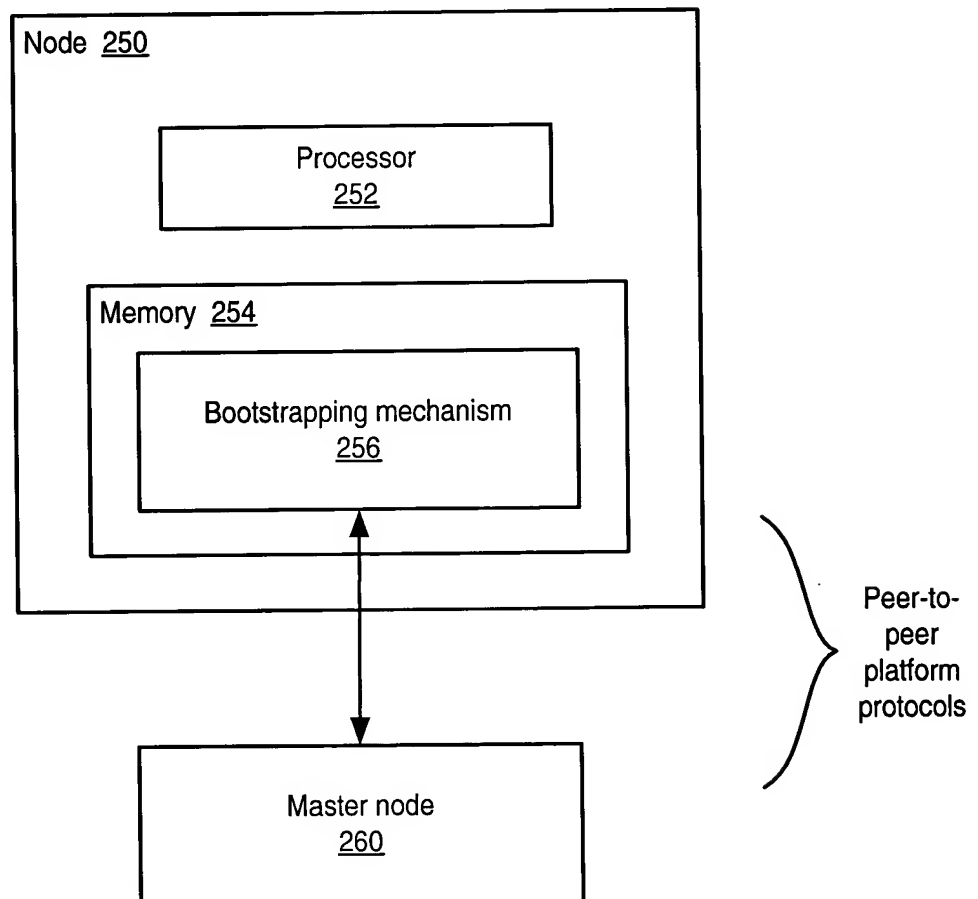 Node 250
Processor
252
Memory 254
Bootstrapping mechanism
256
Peer-to-
peer
platform
protocols
Master node
260